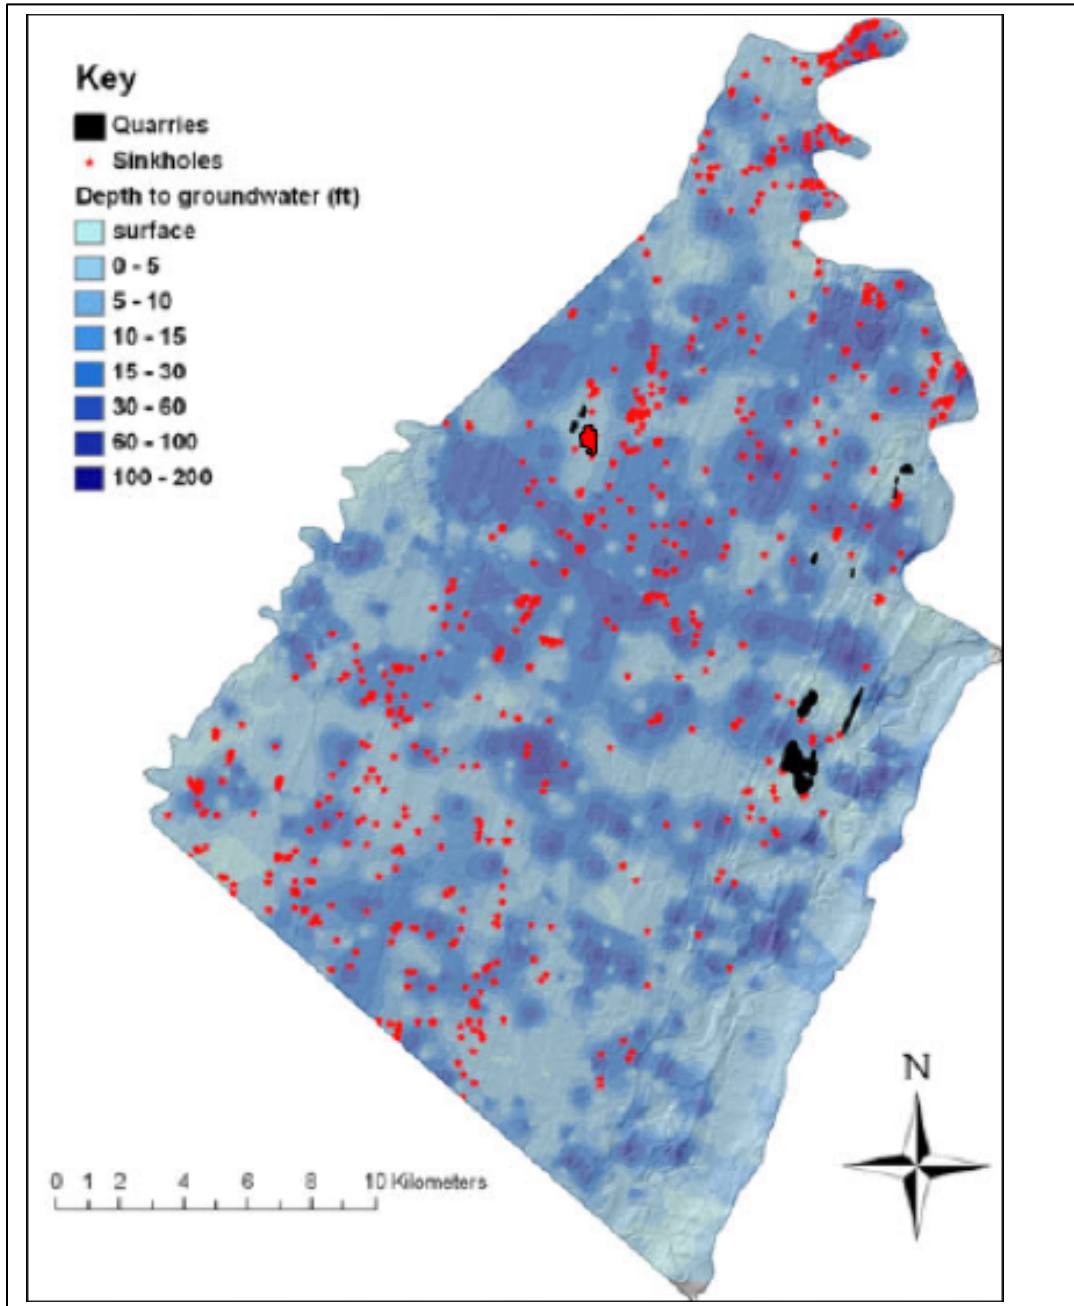 Key
Quarries
Sinkholes
Depth to groundwater (ft)
surface
0 - 5
5 - 10
10 - 15
15 - 30
30 - 60
60 - 100
100 - 200
N
0 1 2 4 6 8 10 Kilometers